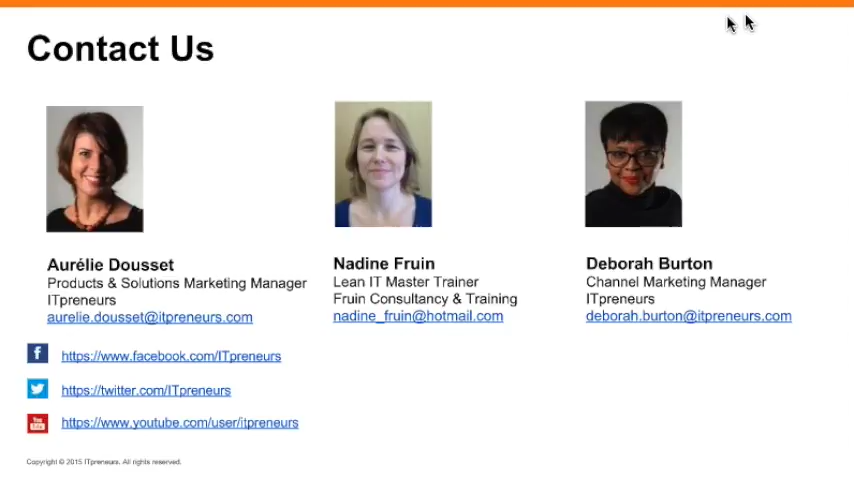 Contact Us
Aurélie Dousset
Products & Solutions Marketing Manager
ITpreneurs
aurelie.dousset@itpreneurs.com
Nadine Fruin
Lean IT Master Trainer
Fruin Consultancy & Training
nadine_fruin@hotmail.com
Deborah Burton
Channel Marketing Manager
ITpreneurs
deborah.burton@itpreneurs.com
f
https://www.facebook.com/ITpreneurs
https://twitter.com/ITpreneurs
You
Tube
https://www.youtube.com/user/itpreneurs
Copyright © 2015 ITpreneurs. All rights reserved.